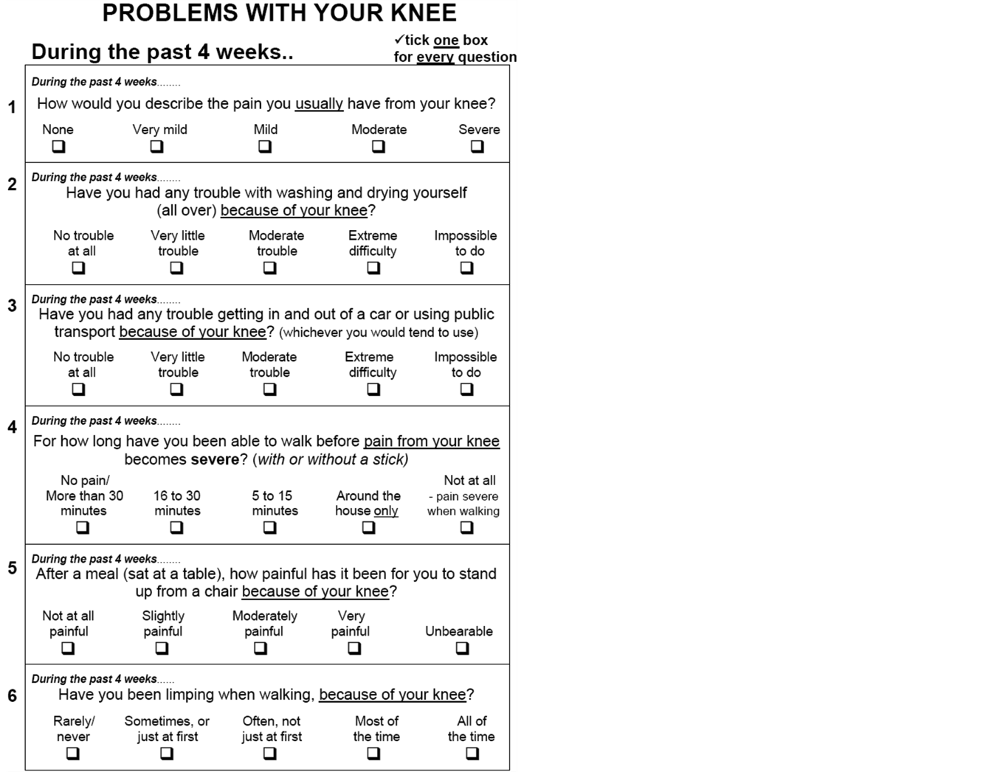 PROBLEMS WITH YOUR KNEE
During the past 4 weeks..
✓tick one box
for every question
1
During the past 4 weeks........
How would you describe the pain you usually have from your knee?
None Very mild Mild Moderate Severe
❑ ❑ ❑ ❑ ❑
2
During the past 4 weeks........
Have you had any trouble with washing and drying yourself
(all over) because of your knee?
No trouble Very little Moderate Extreme Impossible
at all trouble trouble difficulty to do
❑ ❑ ❑ ❑ ❑
3
During the past 4 weeks........
Have you had any trouble getting in and out of a car or using public
transport because of your knee? (whichever you would tend to use)
No trouble Very little Moderate Extreme Impossible
at all trouble trouble difficulty to do
❑ ❑ ❑ ❑ ❑
4
During the past 4 weeks........
For how long have you been able to walk before pain from your knee
becomes severe? (with or without a stick)
No pain/ Not at all
More than 30 16 to 30 5 to 15 Around the - pain severe
minutes minutes minutes house only when walking
❑ ❑ ❑ ❑ ❑
5
During the past 4 weeks........
After a meal (sat at a table), how painful has it been for you to stand
up from a chair because of your knee?
Not at all Slightly Moderately Very
painful painful painful painful Unbearable
❑ ❑ ❑ ❑ ❑
6
During the past 4 weeks......
Have you been limping when walking, because of your knee?
Rarely/ Sometimes, or Often, not Most of All of
never just at first just at first the time the time
❑ ❑ ❑ ❑ ❑